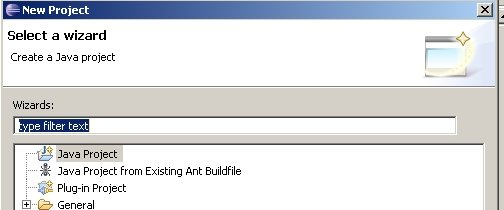 New Project
Select a wizard
Create a Java project
Wizards:
type filter text
Java Project
Java Project from Existing Ant Buildfile
Plug-in Project
General